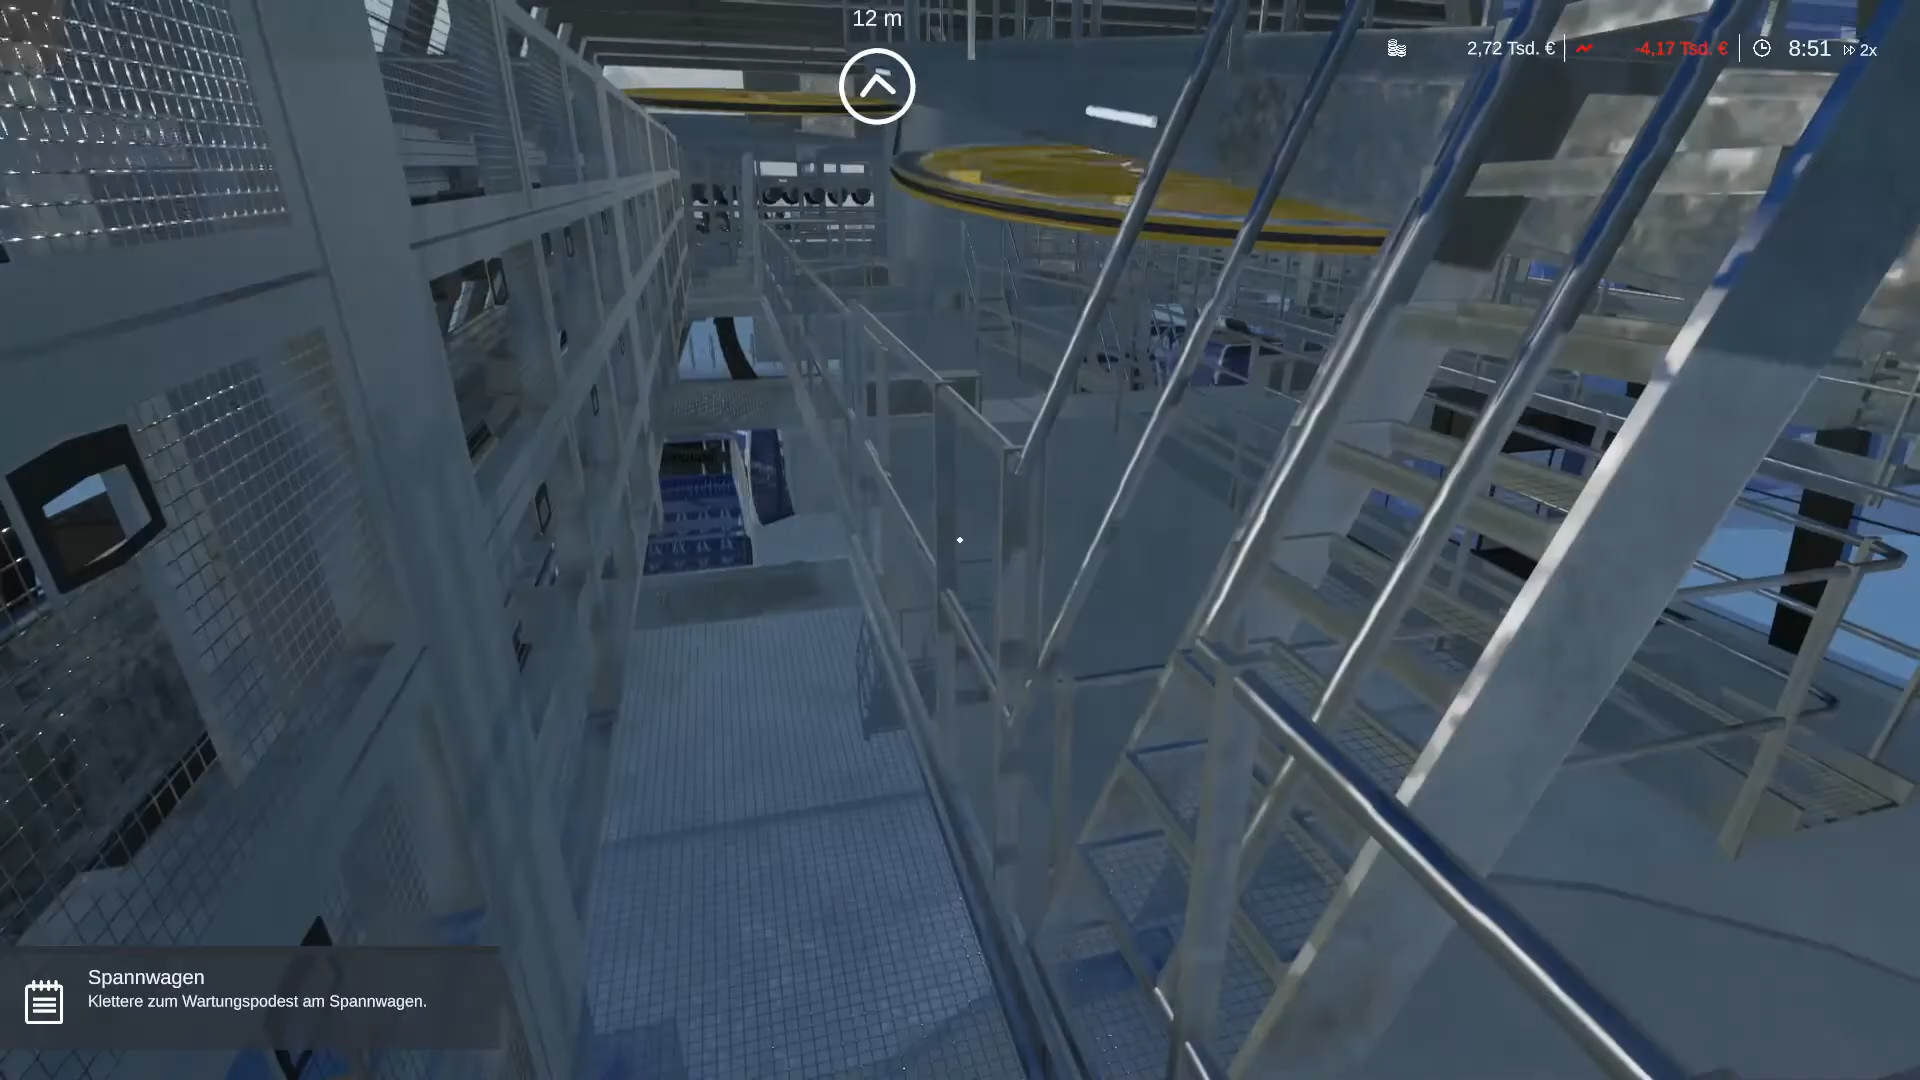 12 m
2,72 Tsd. €
-4,17 Tsd. €
8:51
2x
Spannwagen
Klettere zum Wartungspodest am Spannwagen.